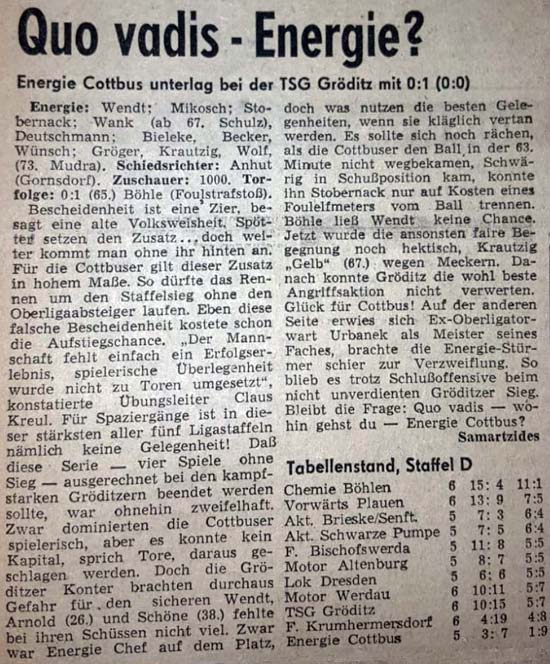 Quo vadis - Energie?
Energie Cottbus unterlag bei der TSG Gröditz mit 0:1 (0:0)
Energie: Wendt; Mikosch; Sto-
bernack; Wank (ab 67. Schulz),
Deutschmann; Bieleke, Becker,
Wünsch; Gröger, Krautzig, Wolf,
(73. Mudra). Schiedsrichter: Anhut
(Gornsdorf). Zuschauer: 1000. Tor-
folge: 0:1 (65.) Böhle (Foulstrafstoß).
Bescheidenheit ist eine Zier, be-
sagt eine alte Volksweisheit. Spöt-
ter setzen den Zusatz ... doch wei-
ter kommt man ohne ihr hinten an.
Für die Cottbuser gilt dieser Zusatz
in hohem Maße. So dürfte das Ren-
nen um den Staffelsieg ohne den
Oberligaabsteiger laufen. Eben diese
falsche Bescheidenheit kostete schon
die Aufstiegschance. „Der Mann-
schaft fehlt einfach ein Erfolgser-
lebnis, spielerische Überlegenheit
wurde nicht zu Toren umgesetzt“,
konstatierte Übungsleiter Claus
Kreul. Für Spaziergänge ist in die-
ser stärksten aller fünf Ligastaffeln
nämlich keine Gelegenheit! Daß
diese Serie — vier Spiele ohne
Sieg — ausgerechnet bei den kampf-
starken Gröditzern beendet werden
sollte, war ohnehin zweifelhaft.
Zwar dominierten die Cottbuser
spielerisch, aber es konnte kein
Kapital, sprich Tore, daraus ge-
schlagen werden. Doch die Grö-
ditzer Konter brachten durchaus
Gefahr für den sicheren Wendt,
Arnold (26.) und Schöne (38.) fehlte
bei ihren Schüssen nicht viel. Zwar
war Energie Chef auf dem Platz,
doch was nutzen die besten Gele-
genheiten, wenn sie kläglich vertan
werden. Es sollte sich noch rächen,
als die Cottbuser den Ball in der 63.
Minute nicht wegbekamen, Schwä-
rig in Schußposition kam, konnte
ihn Stobernack nur auf Kosten eines
Foulelfmeters vom Ball trennen.
Böhle ließ Wendt keine Chance.
Jetzt wurde die ansonsten faire Be-
gegnung noch hektisch, Krautzig
„Gelb“ (67.) wegen Meckern. Da-
nach konnte Gröditz die wohl beste
Angriffsaktion nicht verwerten.
Glück für Cottbus! Auf der anderen
Seite erwies sich Ex-Oberligator-
wart Urbanek als Meister seines
Faches, brachte die Energie-Stür-
mer schier zur Verzweiflung. So
blieb es trotz Schlußoffensive beim
nicht unverdienten Gröditzer Sieg.
Bleibt die Frage: Quo vadis — wo-
hin gehst du — Energie Cottbus?
Samartzides
Tabellenstand, Staffel D
Chemie Böhlen 6 15: 4 11:1
Vorwärts Plauen 6 13: 9 7:5
Akt. Brieske/Senft. 5 7: 3 6:4
Akt. Schwarze Pumpe 5 7: 5 6:4
F. Bischofswerda 5 11: 8 5:5
Motor Altenburg 5 8: 7 5:5
Lok Dresden 5 6: 6 5:5
Motor Werdau 6 10:11 5:7
TSG Gröditz 6 10:15 5:7
F. Krumhermersdorf 6 4:19 4:8
Energie Cottbus 5 3: 7 1:9